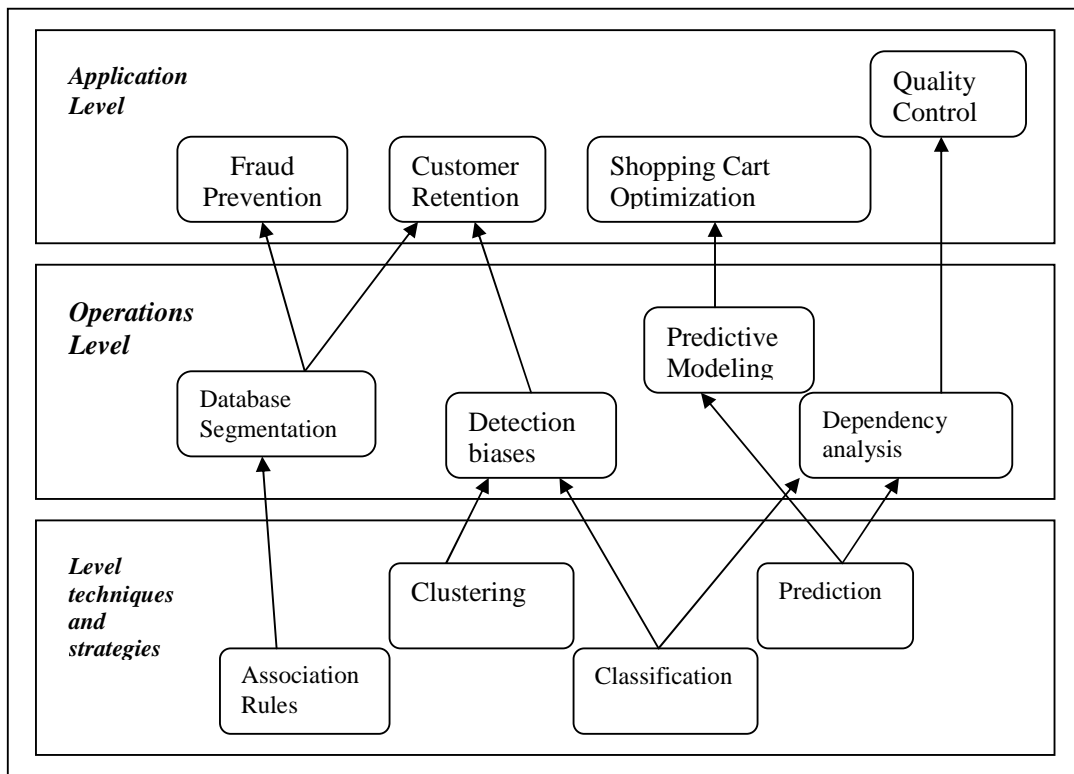 Application
Level
Quality
Control
Fraud
Prevention
Customer
Retention
Shopping Cart
Optimization
Operations
Level
Predictive
Modeling
Database
Segmentation
Detection
biases
Dependency
analysis
Level
techniques
and
strategies
Clustering
Prediction
Association
Rules
Classification